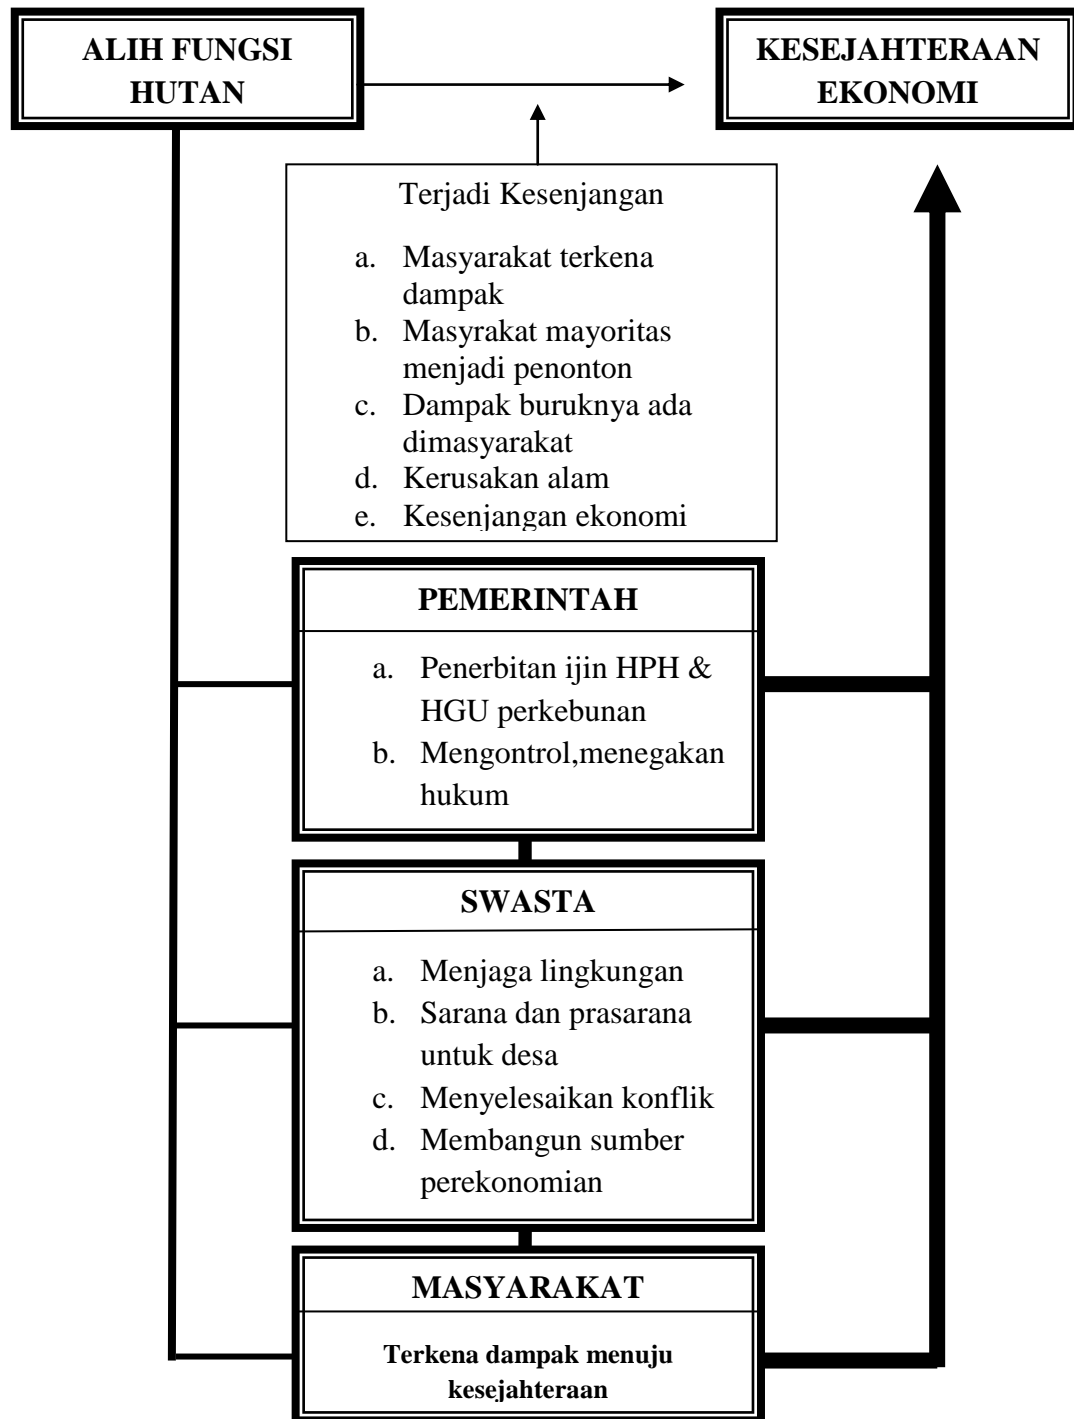 ALIH FUNGSI
HUTAN
KESEJAHTERAAN
EKONOMI
Terjadi Kesenjangan
a. Masyarakat terkena
dampak
b. Masyrakat mayoritas
menjadi penonton
c. Dampak buruknya ada
dimasyarakat
d. Kerusakan alam
e. Kesenjangan ekonomi
PEMERINTAH
a. Penerbitan ijin HPH &
HGU perkebunan
b. Mengontrol,menegakan
hukum
SWASTA
a. Menjaga lingkungan
b. Sarana dan prasarana
untuk desa
c. Menyelesaikan konflik
d. Membangun sumber
perekonomian
MASYARAKAT
Terkena dampak menuju
kesejahteraan